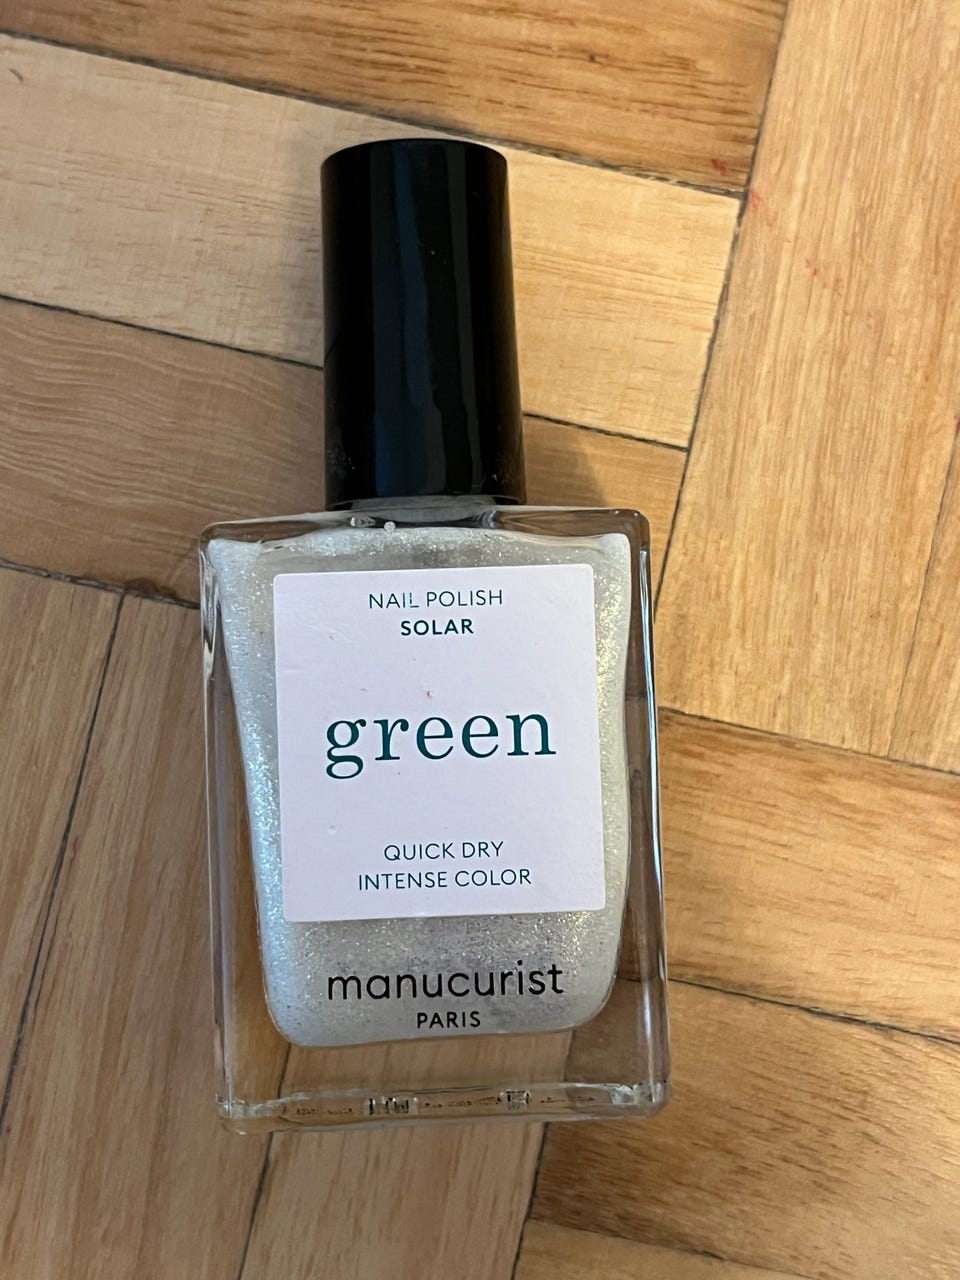 NAIL POLISH
SOLAR
green
QUICK DRY
INTENSE COLOR
manucurist
PARIS